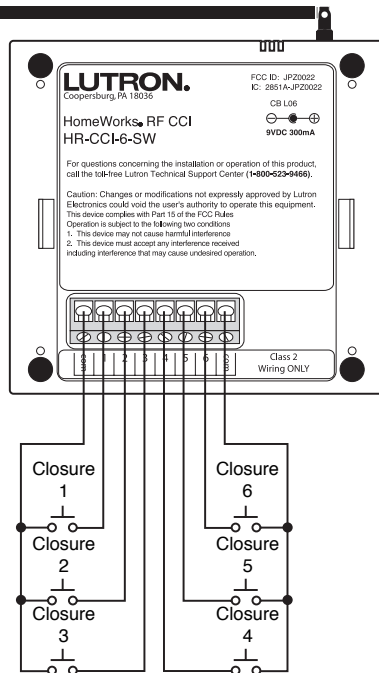 LUTRON.
Coopersburg, PA 18036
FCC ID: JPZ0022
IC: 2851A-JPZ0022
CB L06
9VDC 300mA
HomeWorks® RF CCI
HR-CCI-6-SW
For questions concerning the installation or operation of this product,
call the toll-free Lutron Technical Support Center (1-800-523-9466).
Caution: Changes or modifications not expressly approved by Lutron
Electronics could void the user's authority to operate this equipment.
This device complies with Part 15 of the FCC Rules
Operation is subject to the following two conditions
1. This device may not cause harmful interference
2. This device must accept any interference received
including interference that may cause undesired operation.
com 1 2 3 4 5 6 com
Class 2
Wiring ONLY
Closure
1
Closure
2
Closure
3
Closure
6
Closure
5
Closure
4